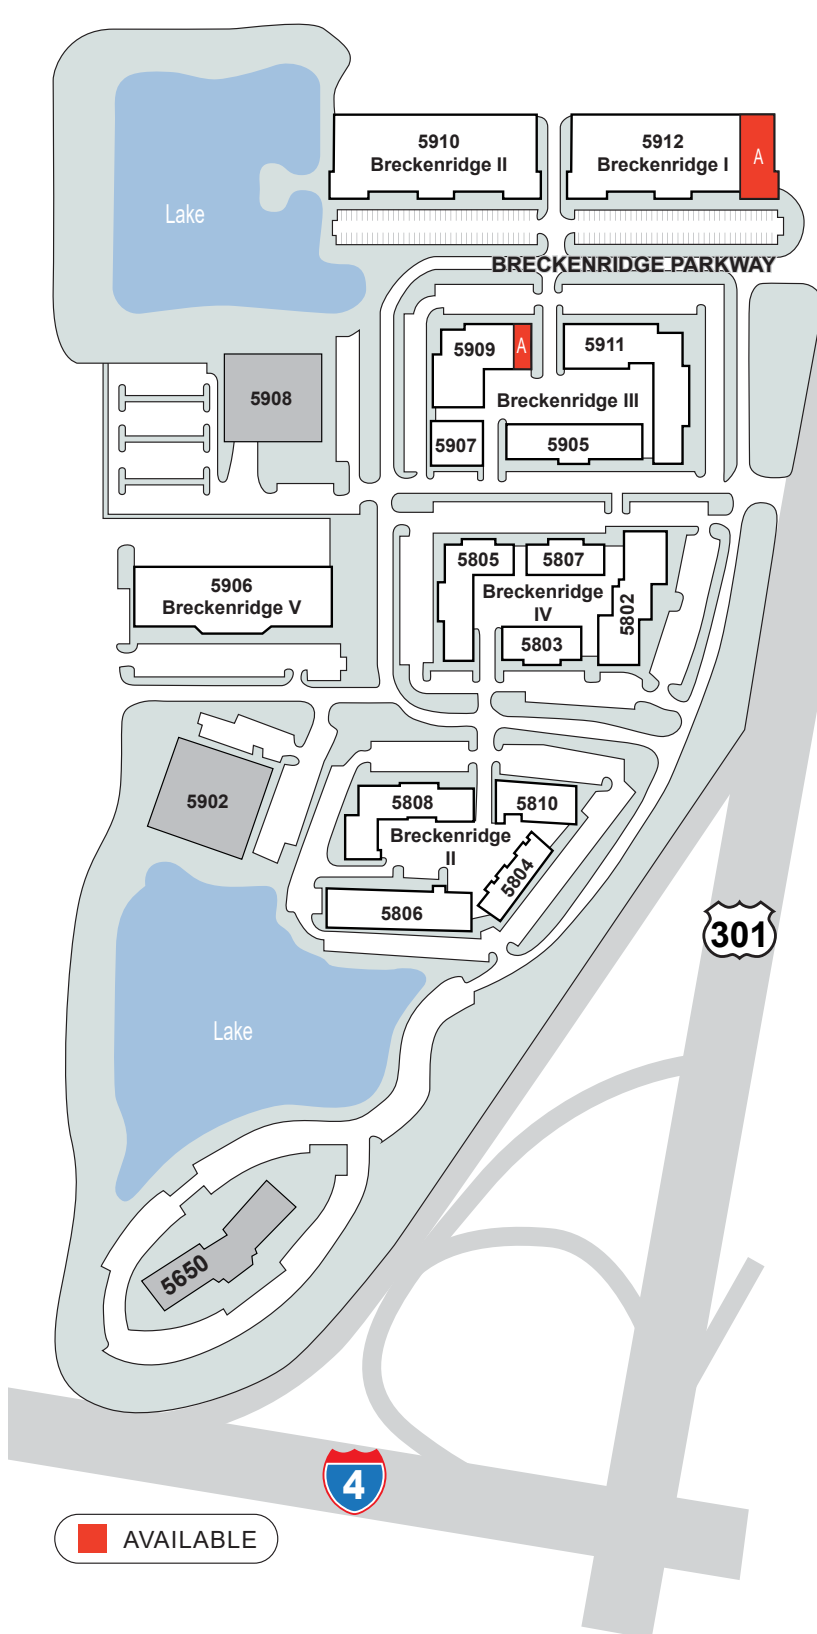 5910
Breckenridge II
5912
Breckenridge I
A
Lake
BRECKENRIDGE PARKWAY
5909
A
5911
5908
Breckenridge III
5907
5905
5805
5807
5906
Breckenridge V
Breckenridge
IV
5802
5803
5902
5808
5810
Breckenridge
II
5804
5806
301
Lake
5650
4
AVAILABLE